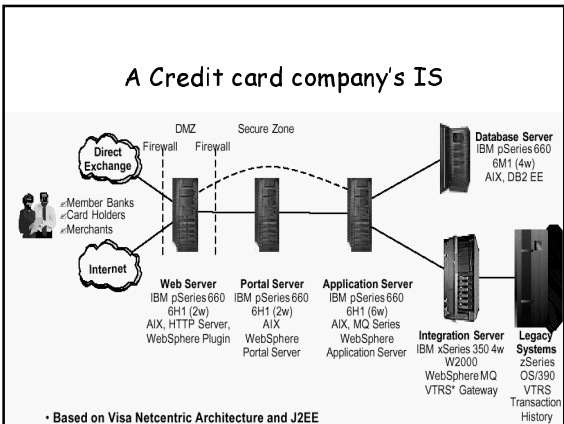 A Credit card company's IS
DMZ
Secure Zone
Firewall
Firewall
Direct
Exchange
Member Banks
Card Holders
Merchants
Internet
Web Server
IBM pSeries 660
6H1 (2w)
AIX, HTTP Server,
WebSphere Plugin
Portal Server
IBM pSeries 660
6H1 (2w)
AIX
WebSphere
Portal Server
Application Server
IBM pSeries 660
6H1 (6w)
AIX, MQ Series
WebSphere
Application Server
Database Server
IBM pSeries 660
6M1 (4w)
AIX, DB2 EE
Integration Server
IBM xSeries 350 4w
W2000
WebSphere MQ
VTRS* Gateway
Legacy
Systems
zSeries
OS/390
VTRS
Transaction
History
• Based on Visa Netcentric Architecture and J2EE